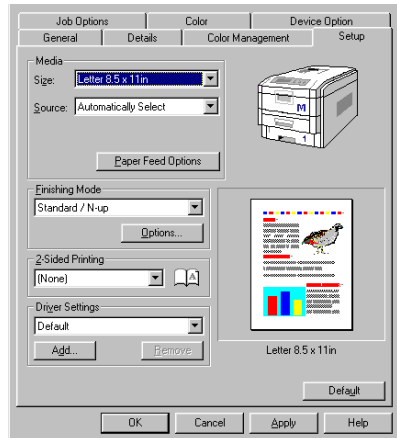 Job Options Color Device Option
General Details Color Management Setup
Media
Size: Letter 8.5 x 11in
Source: Automatically Select
Paper Feed Options
M
1
Finishing Mode
Standard / N-up
Options...
2-Sided Printing
(None)
A
Driver Settings
Default
Add... Remove
Letter 8.5 x 11in
Default
OK Cancel Apply Help